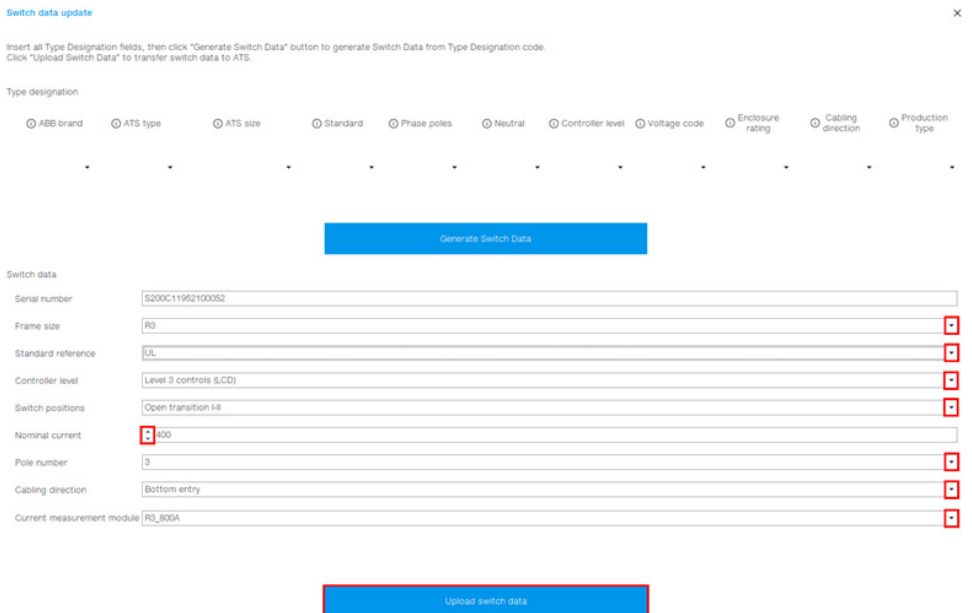 Switch data update
Insert all Type Designation fields, then click "Generate Switch Data" button to generate Switch Data from Type Designation code.
Click "Upload Switch Data" to transfer switch data to ATS.
Type designation
ABB brand
ATS type
ATS size
Standard
Phase poles
Neutral
Controller level
Voltage code
Enclosure
rating
Cabling
direction
Production
type
Generate Switch Data
Switch data
Serial number S200C11952100052
Frame size R3
Standard reference UL
Controller level Level 3 controls (LCD)
Switch positions Open transition I-II
Nominal current 400
Pole number 3
Cabling direction Bottom entry
Current measurement module R3_800A
Upload switch data